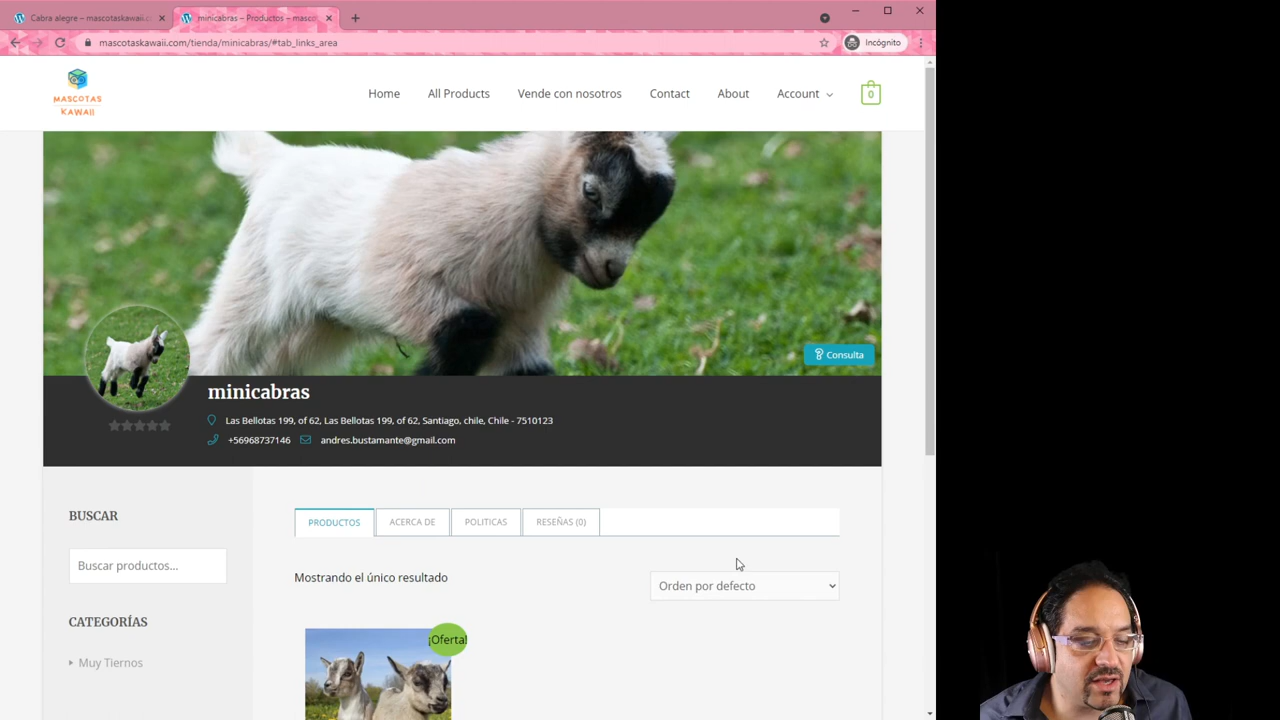 Cabra alegre – mascotaskawaii.c
minicabras – Productos – masco
mascotaskawaii.com/tienda/minicabras/#tab_links_area
Incógnito
MASCOTAS
KAWAII
Home
All Products
Vende con nosotros
Contact
About
Account
0
Consulta
minicabras
Las Bellotas 199, of 62, Las Bellotas 199, of 62, Santiago, chile, Chile - 7510123
+56968737146 andres.bustamante@gmail.com
BUSCAR
PRODUCTOS
ACERCA DE
POLITICAS
RESEÑAS (0)
Buscar productos...
Mostrando el único resultado
Orden por defecto
CATEGORÍAS
¡Oferta!
Muy Tiernos